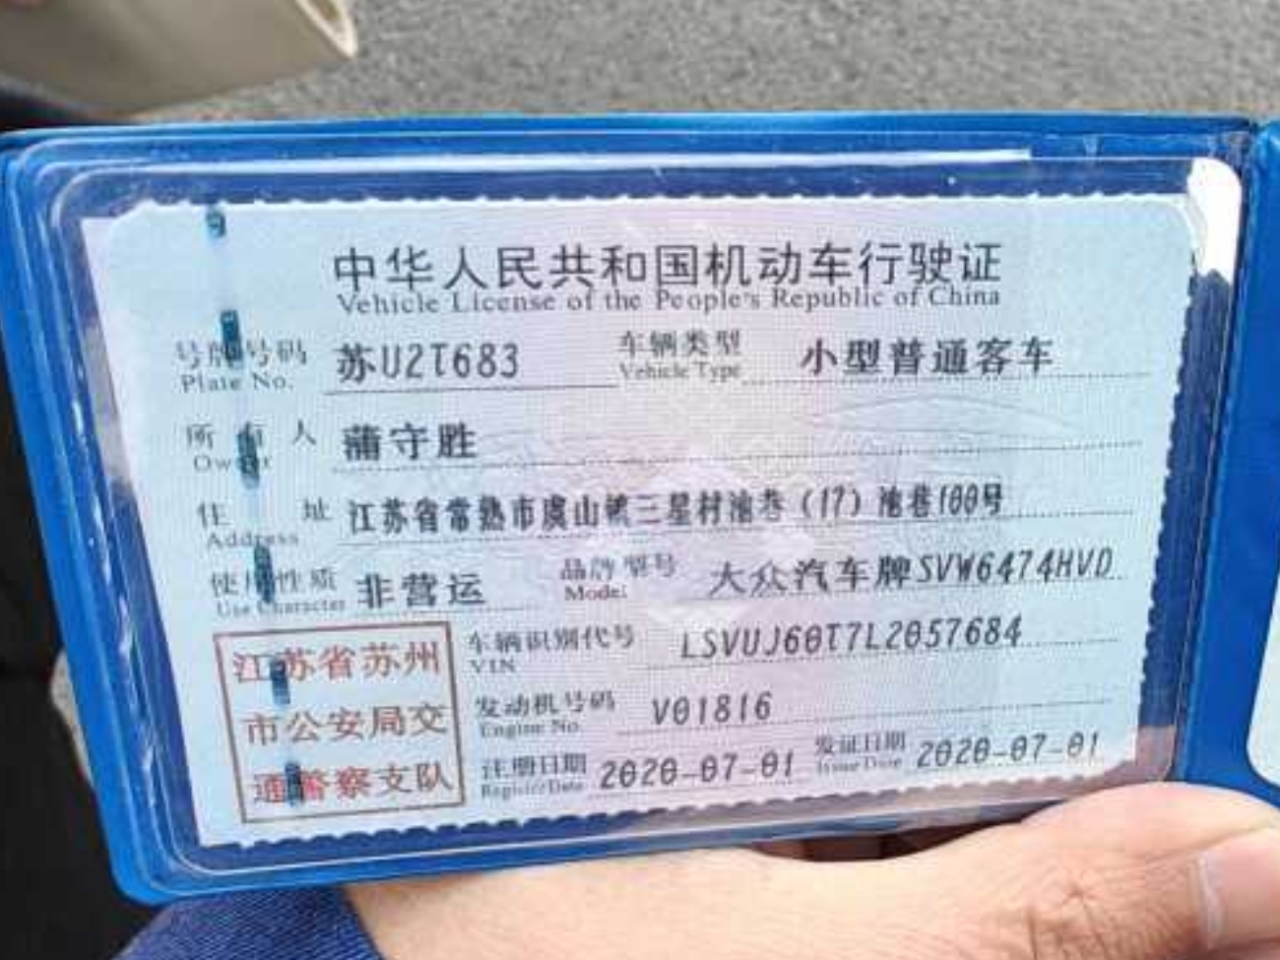 中华人民共和国机动车行驶证
Vehicle License of the People's Republic of China
号牌号码 苏U2T683 车辆类型 小型普通客车
Plate No. Vehicle Type
所有人 蒲守胜
Owner
住址 江苏省常熟市虞山镇三星村池巷(17)池巷100号
Address
使用性质 非营运 品牌型号 大众汽车牌SVW6474HVD
Use Character Model
车辆识别代号 LSVUJ60T7L2057684
VIN
发动机号码 V01816
Engine No.
注册日期 2020-07-01 发证日期 2020-07-01
Register Date Issue Date
江苏省苏州
市公安局交
通警察支队